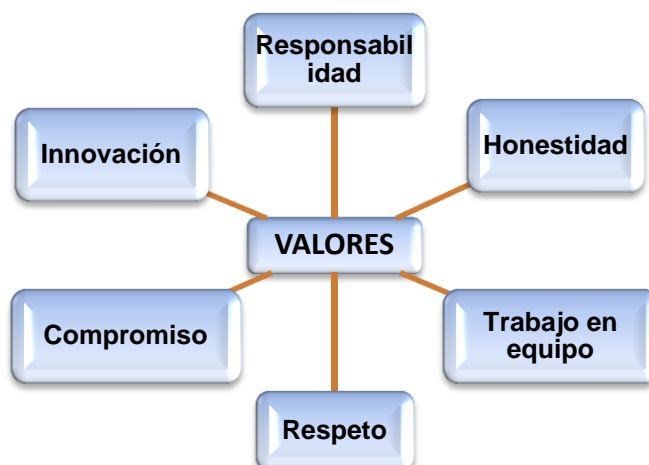 Responsabil
idad
Innovación
Honestidad
VALORES
Compromiso
Trabajo en
equipo
Respeto